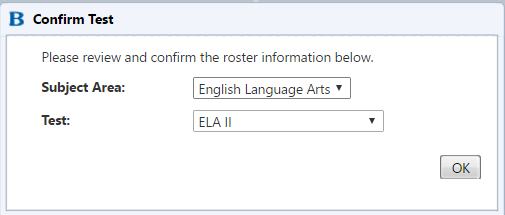 B Confirm Test
Please review and confirm the roster information below.
Subject Area: English Language Arts
Test: ELA II
OK